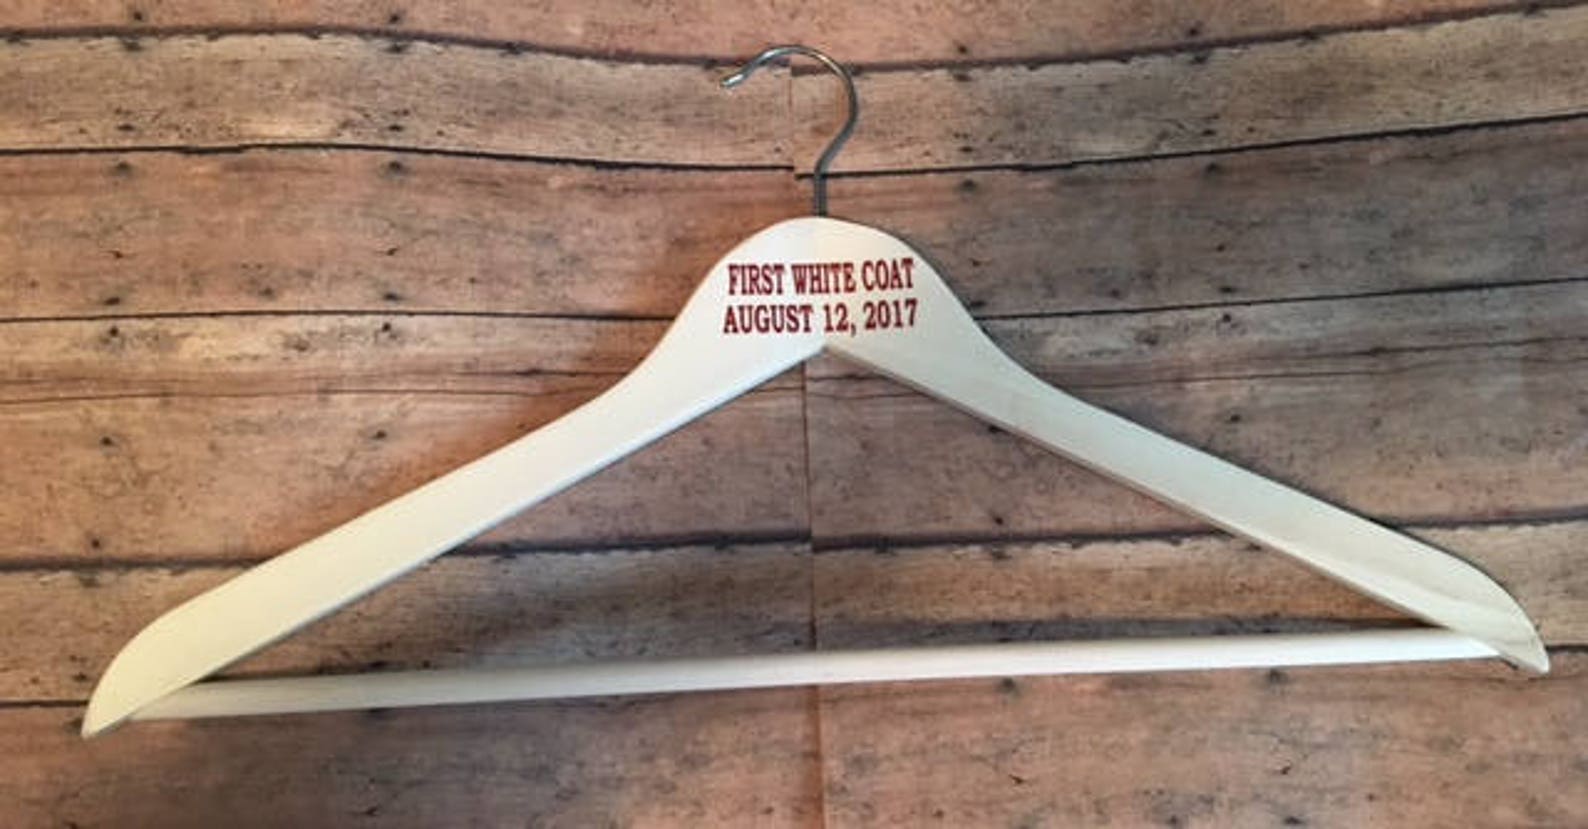 FIRST WHITE COAT
AUGUST 12, 2017